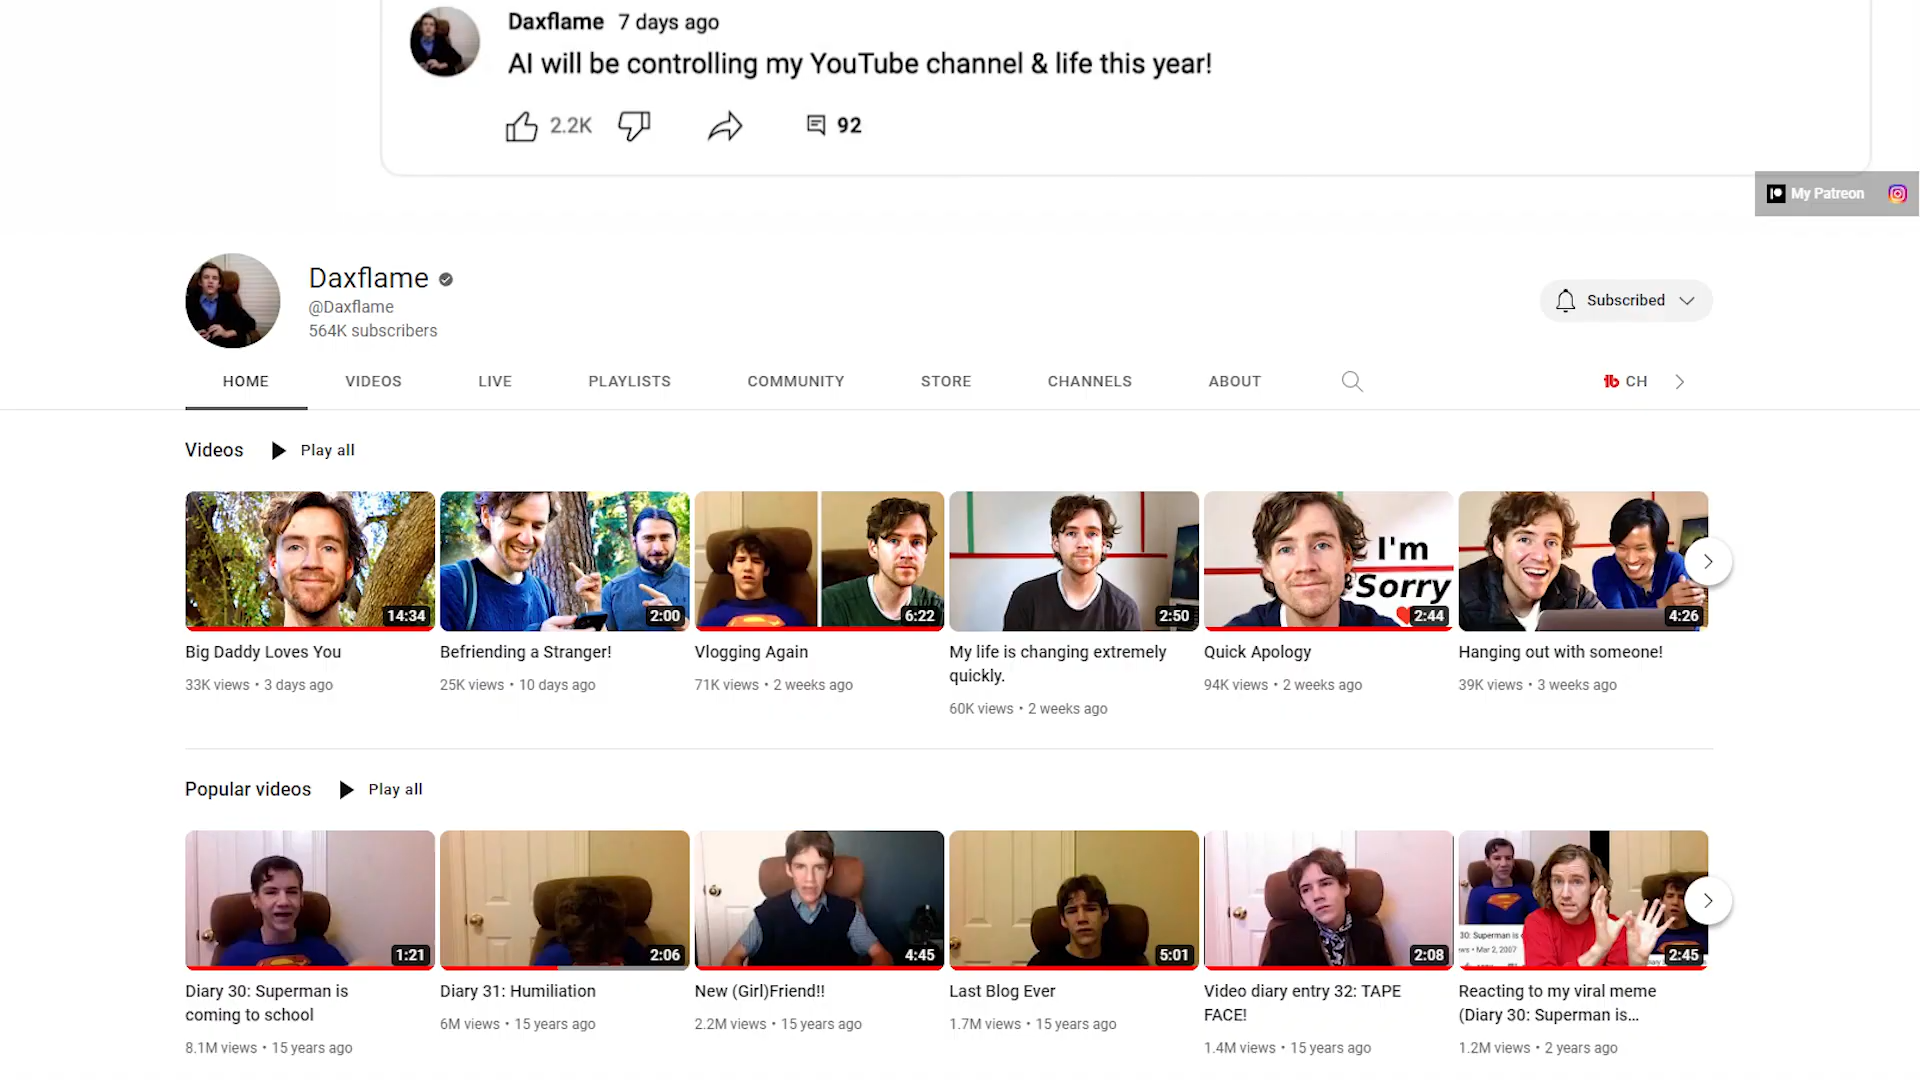 Daxflame 7 days ago
AI will be controlling my YouTube channel & life this year!
2.2K 92
My Patreon
Daxflame
@Daxflame
564K subscribers
Subscribed
HOME VIDEOS LIVE PLAYLISTS COMMUNITY STORE CHANNELS ABOUT CH
Videos Play all
I'm
Sorry
14:34 2:00 6:22 2:50 2:44 4:26
Big Daddy Loves You
33K views • 3 days ago
Befriending a Stranger!
25K views • 10 days ago
Vlogging Again
71K views • 2 weeks ago
My life is changing extremely
quickly.
60K views • 2 weeks ago
Quick Apology
94K views • 2 weeks ago
Hanging out with someone!
39K views • 3 weeks ago
Popular videos Play all
30: Superman is
ws • Mar 2, 2007
1:21 2:06 4:45 5:01 2:08 2:45
Diary 30: Superman is
coming to school
8.1M views • 15 years ago
Diary 31: Humiliation
6M views • 15 years ago
New (Girl)Friend!!
2.2M views • 15 years ago
Last Blog Ever
1.7M views • 15 years ago
Video diary entry 32: TAPE
FACE!
1.4M views • 15 years ago
Reacting to my viral meme
(Diary 30: Superman is...
1.2M views • 2 years ago